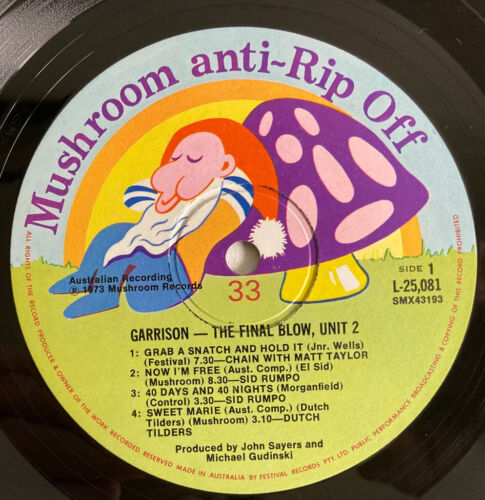 Mushroom anti-Rip Off
Australian Recording
℗ 1973 Mushroom Records
33
SIDE 1
L-25,081
SMX43193
GARRISON — THE FINAL BLOW, UNIT 2
1: GRAB A SNATCH AND HOLD IT (Jnr. Wells)
(Festival) 7.30—CHAIN WITH MATT TAYLOR
2: NOW I'M FREE (Aust. Comp.) (El Sid)
(Mushroom) 8.30—SID RUMPO
3: 40 DAYS AND 40 NIGHTS (Morganfield)
(Control) 3.30—SID RUMPO
4: SWEET MARIE (Aust. Comp.) (Dutch
Tilders) (Mushroom) 3.10—DUTCH
TILDERS
Produced by John Sayers and
Michael Gudinski
ALL RIGHTS OF THE RECORD PRODUCER & OWNER OF THE WORK RECORDED RESERVED MADE IN AUSTRALIA BY FESTIVAL RECORDS PTY. LTD. PUBLIC PERFORMANCE BROADCASTING & COPYING OF THIS RECORD PROHIBITED